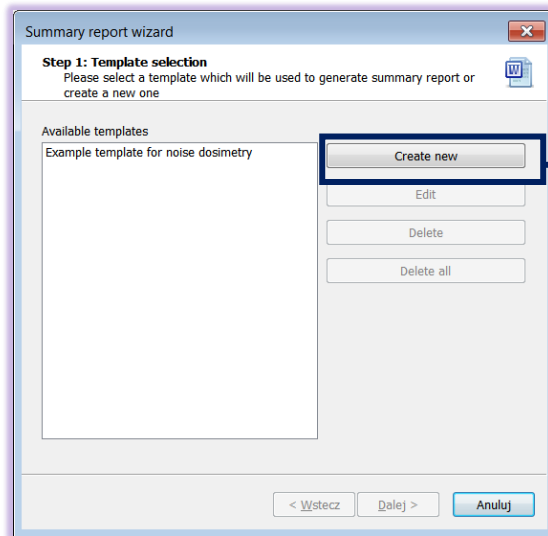 Summary report wizard
Step 1: Template selection
Please select a template which will be used to generate summary report or
create a new one
Available templates
Example template for noise dosimetry
Create new
Edit
Delete
Delete all
< Wstecz
Dalej >
Anuluj